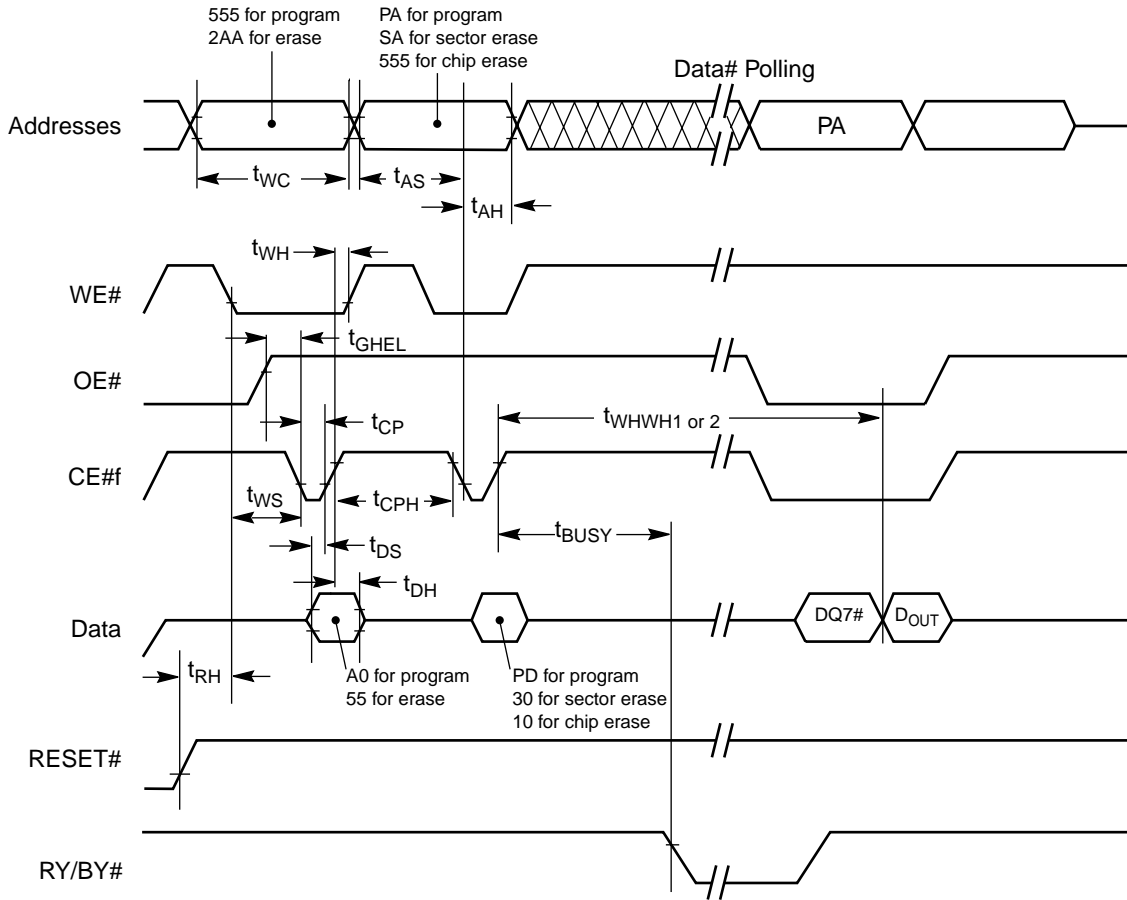 555 for program
2AA for erase
PA for program
SA for sector erase
555 for chip erase
Data# Polling
Addresses
PA
tWC
tAS
tAH
tWH
WE#
tGHEL
OE#
tWHWH1 or 2
tCP
CE#f
tWS
tCPH
tBUSY
tDS
tDH
Data
DQ7#
DOUT
tRH
A0 for program
55 for erase
PD for program
30 for sector erase
10 for chip erase
RESET#
RY/BY#